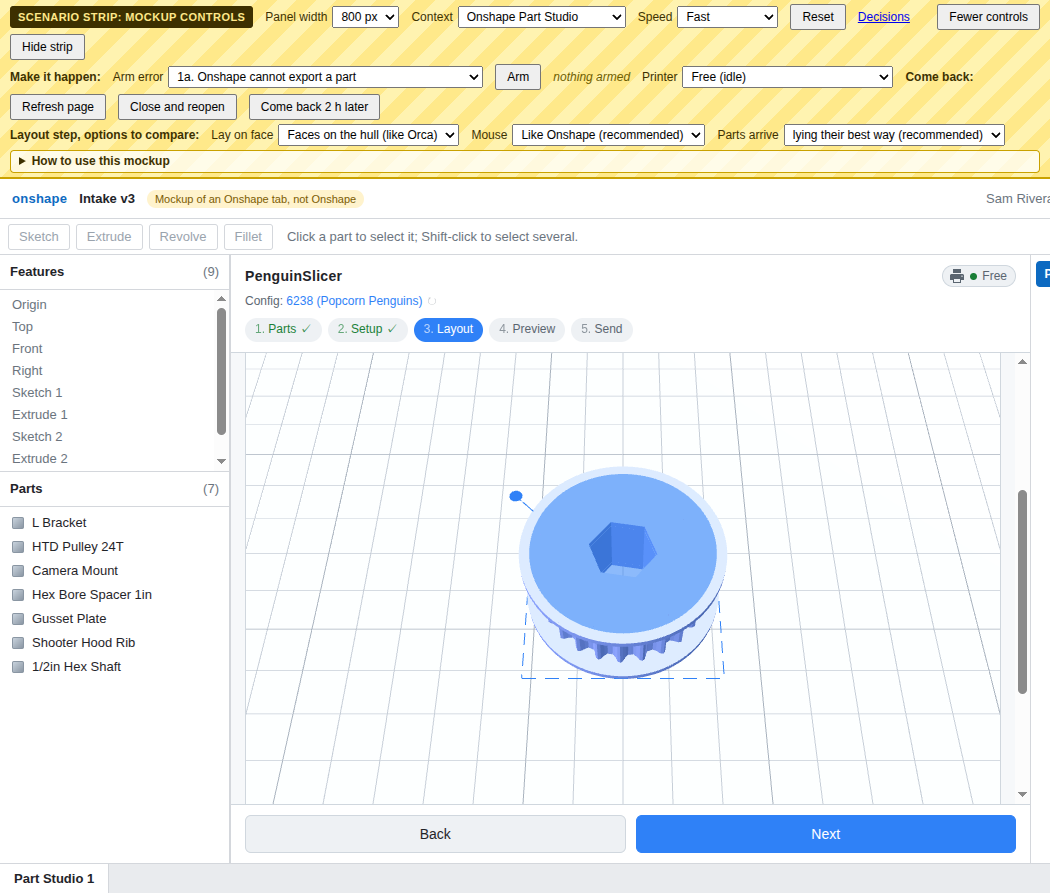 SCENARIO STRIP: MOCKUP CONTROLS Panel width 800 px Context Onshape Part Studio Speed Fast Reset Decisions Fewer controls
Hide strip
Make it happen: Arm error 1a. Onshape cannot export a part Arm nothing armed Printer Free (idle) Come back:
Refresh page Close and reopen Come back 2 h later
Layout step, options to compare: Lay on face Faces on the hull (like Orca) Mouse Like Onshape (recommended) Parts arrive lying their best way (recommended)
How to use this mockup
onshape Intake v3 Mockup of an Onshape tab, not Onshape Sam Rivera
Sketch Extrude Revolve Fillet Click a part to select it; Shift-click to select several.
Features (9)
Origin
Top
Front
Right
Sketch 1
Extrude 1
Sketch 2
Extrude 2
Parts (7)
L Bracket
HTD Pulley 24T
Camera Mount
Hex Bore Spacer 1in
Gusset Plate
Shooter Hood Rib
1/2in Hex Shaft
PenguinSlicer Free
Config: 6238 (Popcorn Penguins)
1. Parts ✓ 2. Setup ✓ 3. Layout 4. Preview 5. Send
Back Next
Part Studio 1